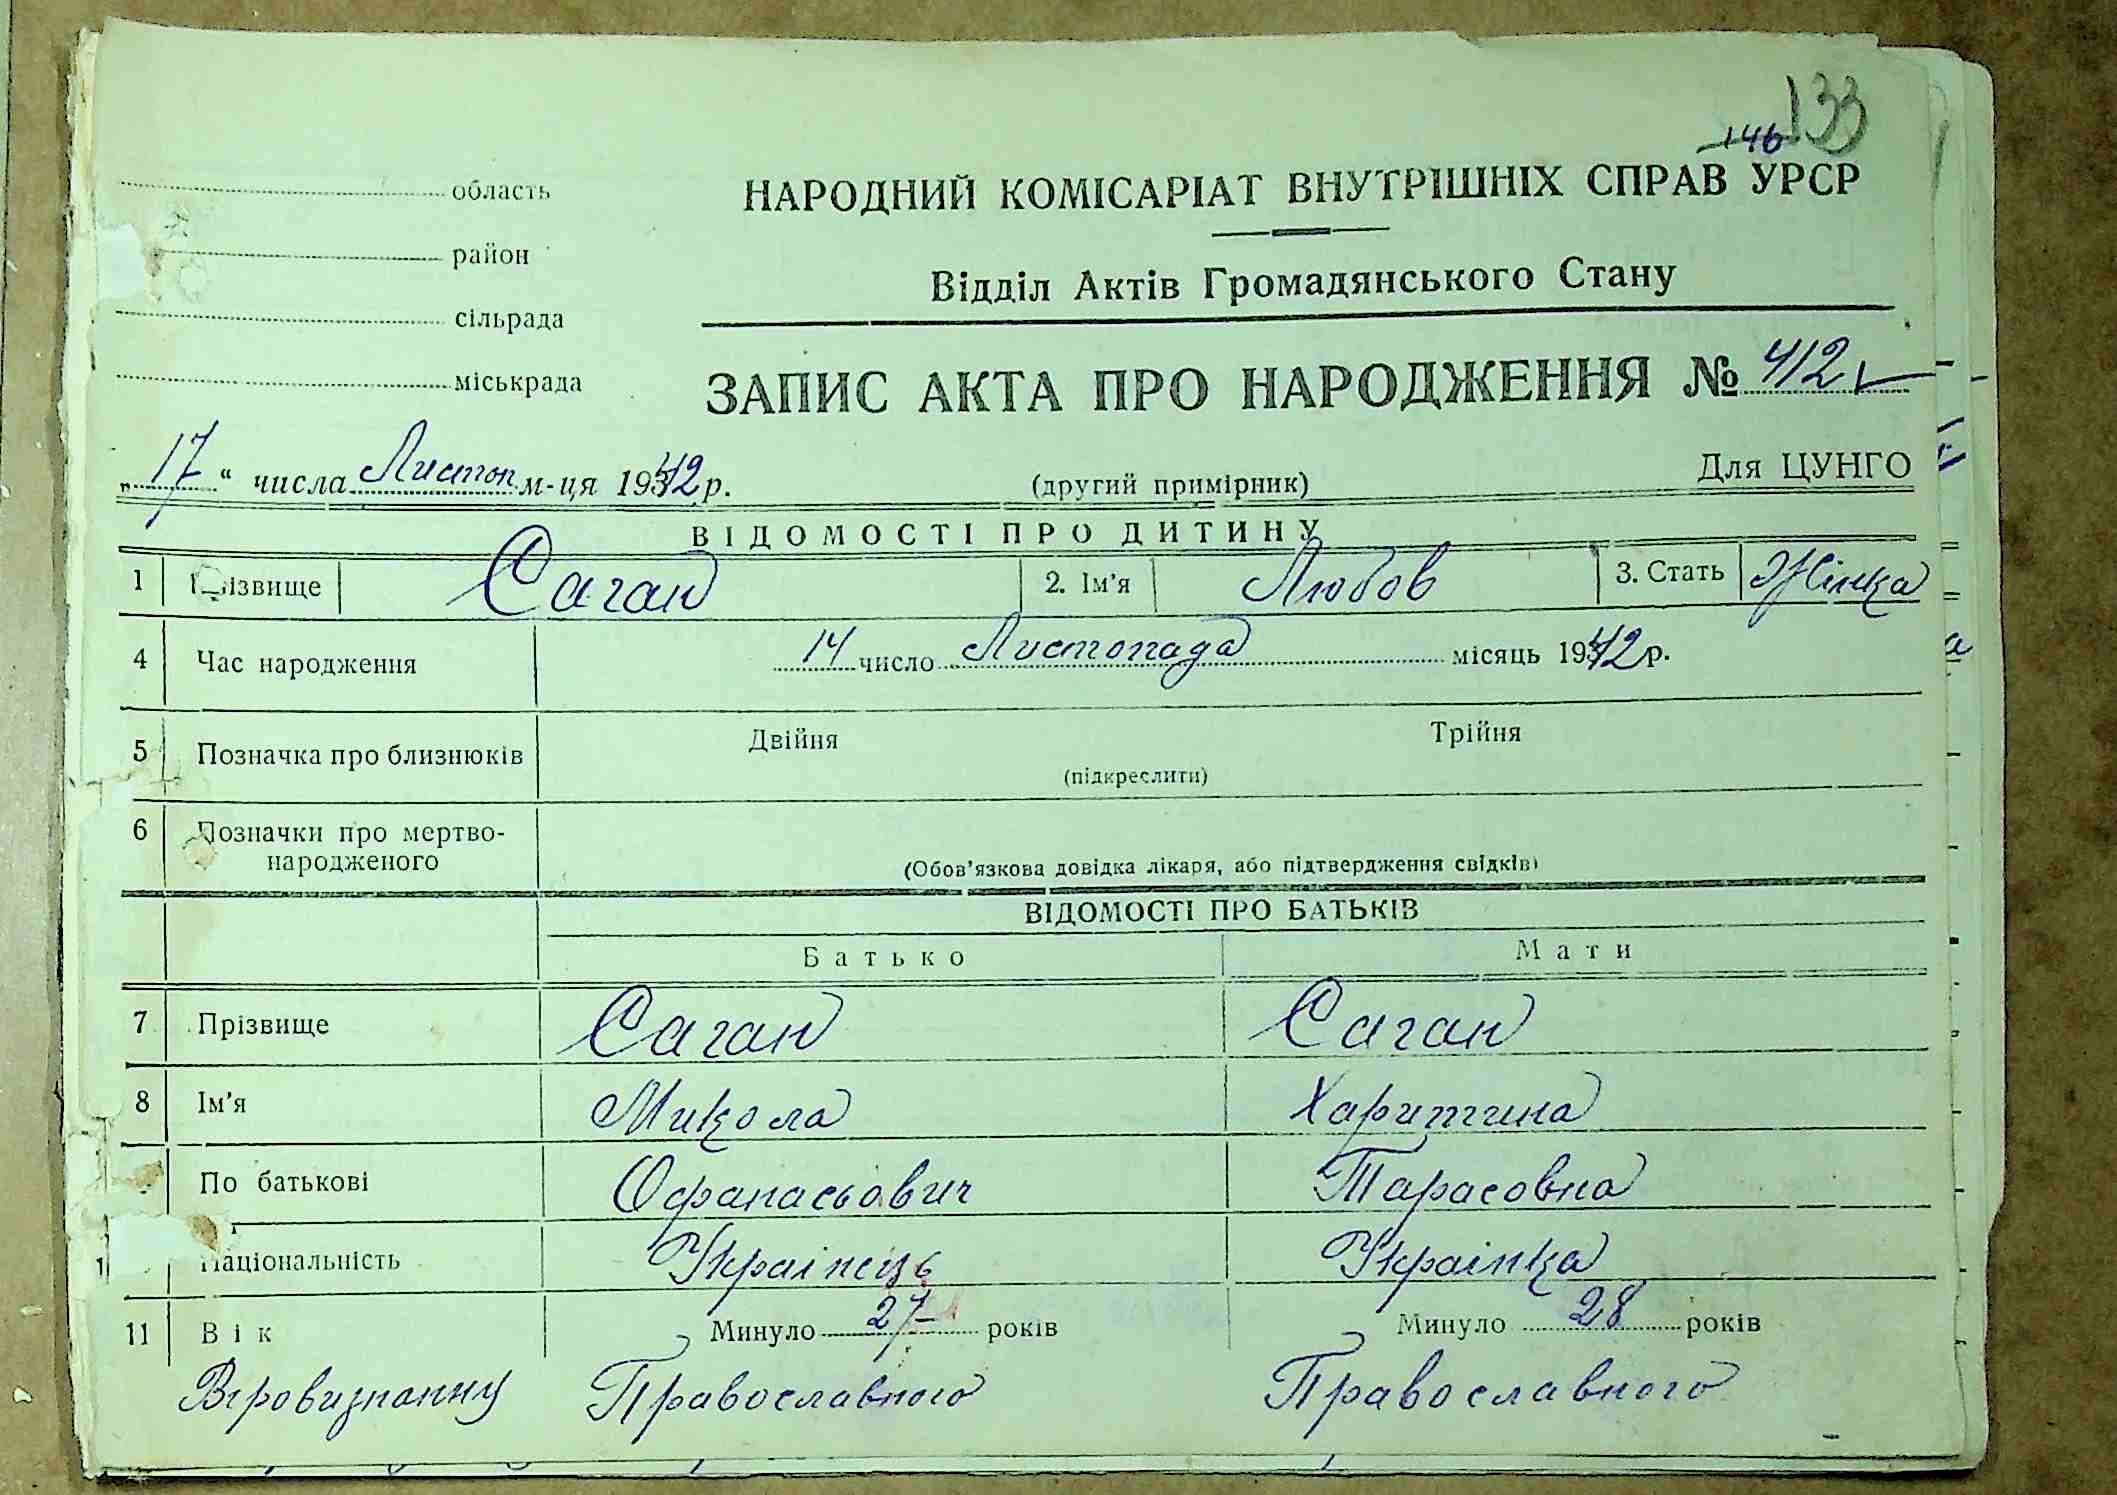 133
146
область
район
сільрада
міськрада
НАРОДНИЙ КОМІСАРІАТ ВНУТРІШНІХ СПРАВ УРСР
Відділ Актів Громадянського Стану
ЗАПИС АКТА ПРО НАРОДЖЕННЯ № 412
„17“ числа Листоп м-ця 1942 р.
(другий примірник)
Для ЦУНГО
ВІДОМОСТІ ПРО ДИТИНУ
1 Прізвище Саган 2. Ім'я Любов 3. Стать Жінка
4 Час народження 14 число Листопада місяць 1942 р.
5 Позначка про близнюків Двійня Трійня
(підкреслити)
6 Позначки про мертво-
народженого
(Обов'язкова довідка лікаря, або підтвердження свідків)
ВІДОМОСТІ ПРО БАТЬКІВ
Батько Мати
7 Прізвище Саган Саган
8 Ім'я Микола Харитина
По батькові Офанасьович Тарасовна
1 Національність Украінець Украінка
11 Вік Минуло 27 років Минуло 28 років
Віровизнанну Православного Православного